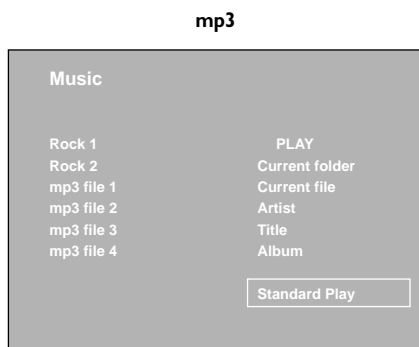 mp3
Music
Rock 1
Rock 2
mp3 file 1
mp3 file 2
mp3 file 3
mp3 file 4
PLAY
Current folder
Current file
Artist
Title
Album
Standard Play